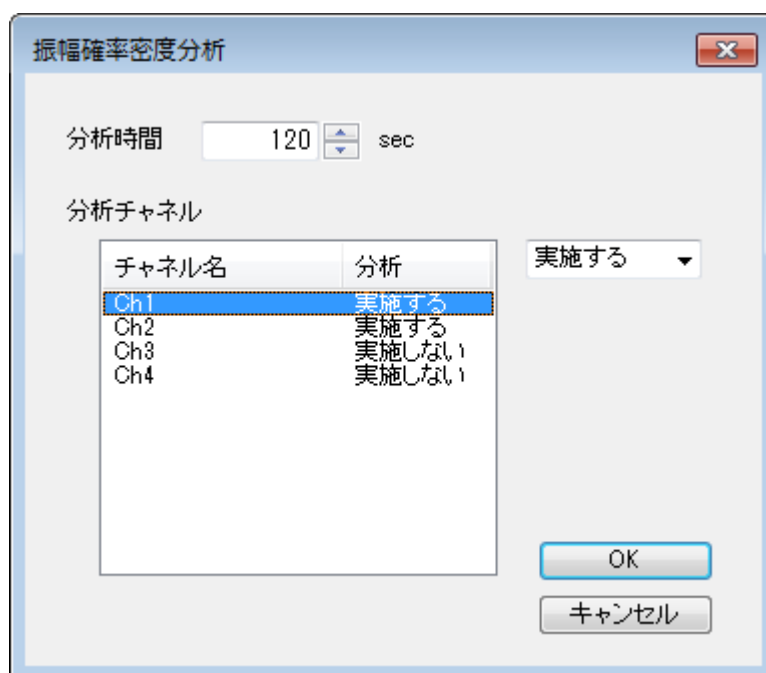 振幅確率密度分析
分析時間 120 sec
分析チャネル
チャネル名 分析 実施する
Ch1 実施する
Ch2 実施する
Ch3 実施しない
Ch4 実施しない
OK
キャンセル